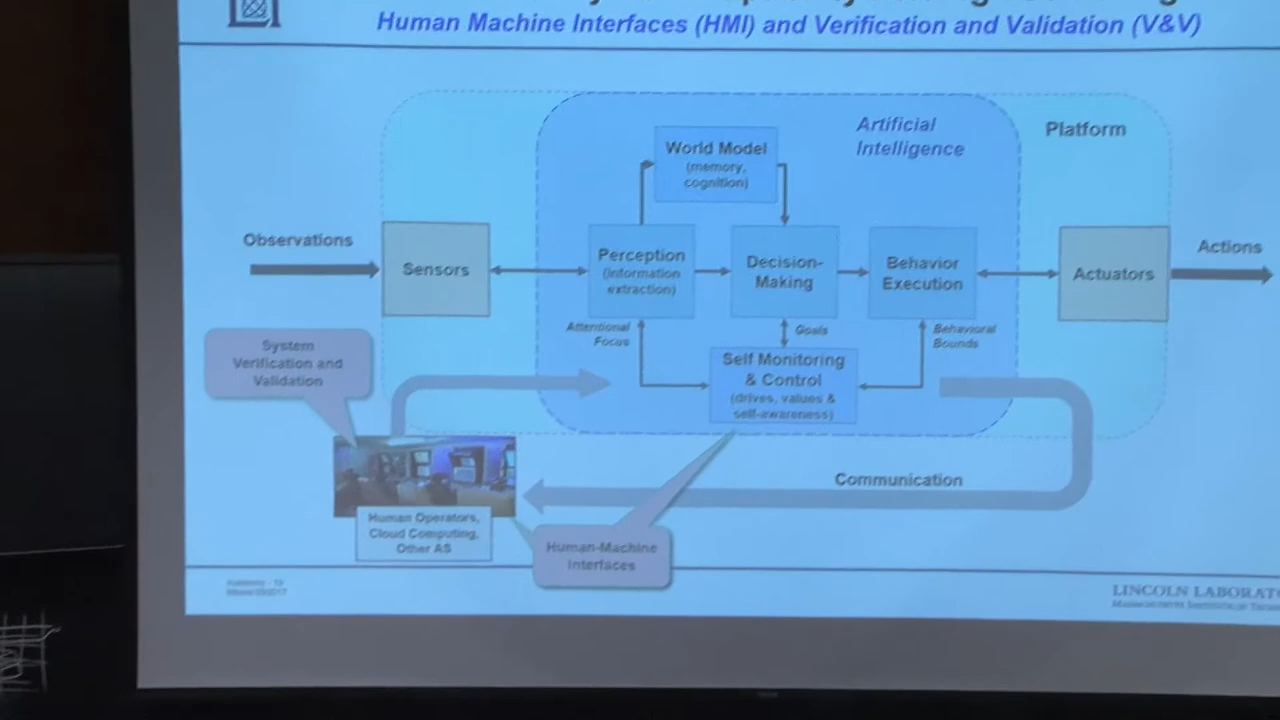 Human Machine Interfaces (HMI) and Verification and Validation (V&V)
Artificial
Intelligence
Platform
World Model
(memory,
cognition)
Observations
Sensors
Perception
(information
extraction)
Decision-
Making
Behavior
Execution
Actuators
Actions
Attentional
Focus
Goals
Behavioral
Bounds
Self Monitoring
& Control
(drives, values &
self-awareness)
System
Verification and
Validation
Communication
Human Operators,
Cloud Computing,
Other AS
Human-Machine
Interfaces
LINCOLN LABORAT